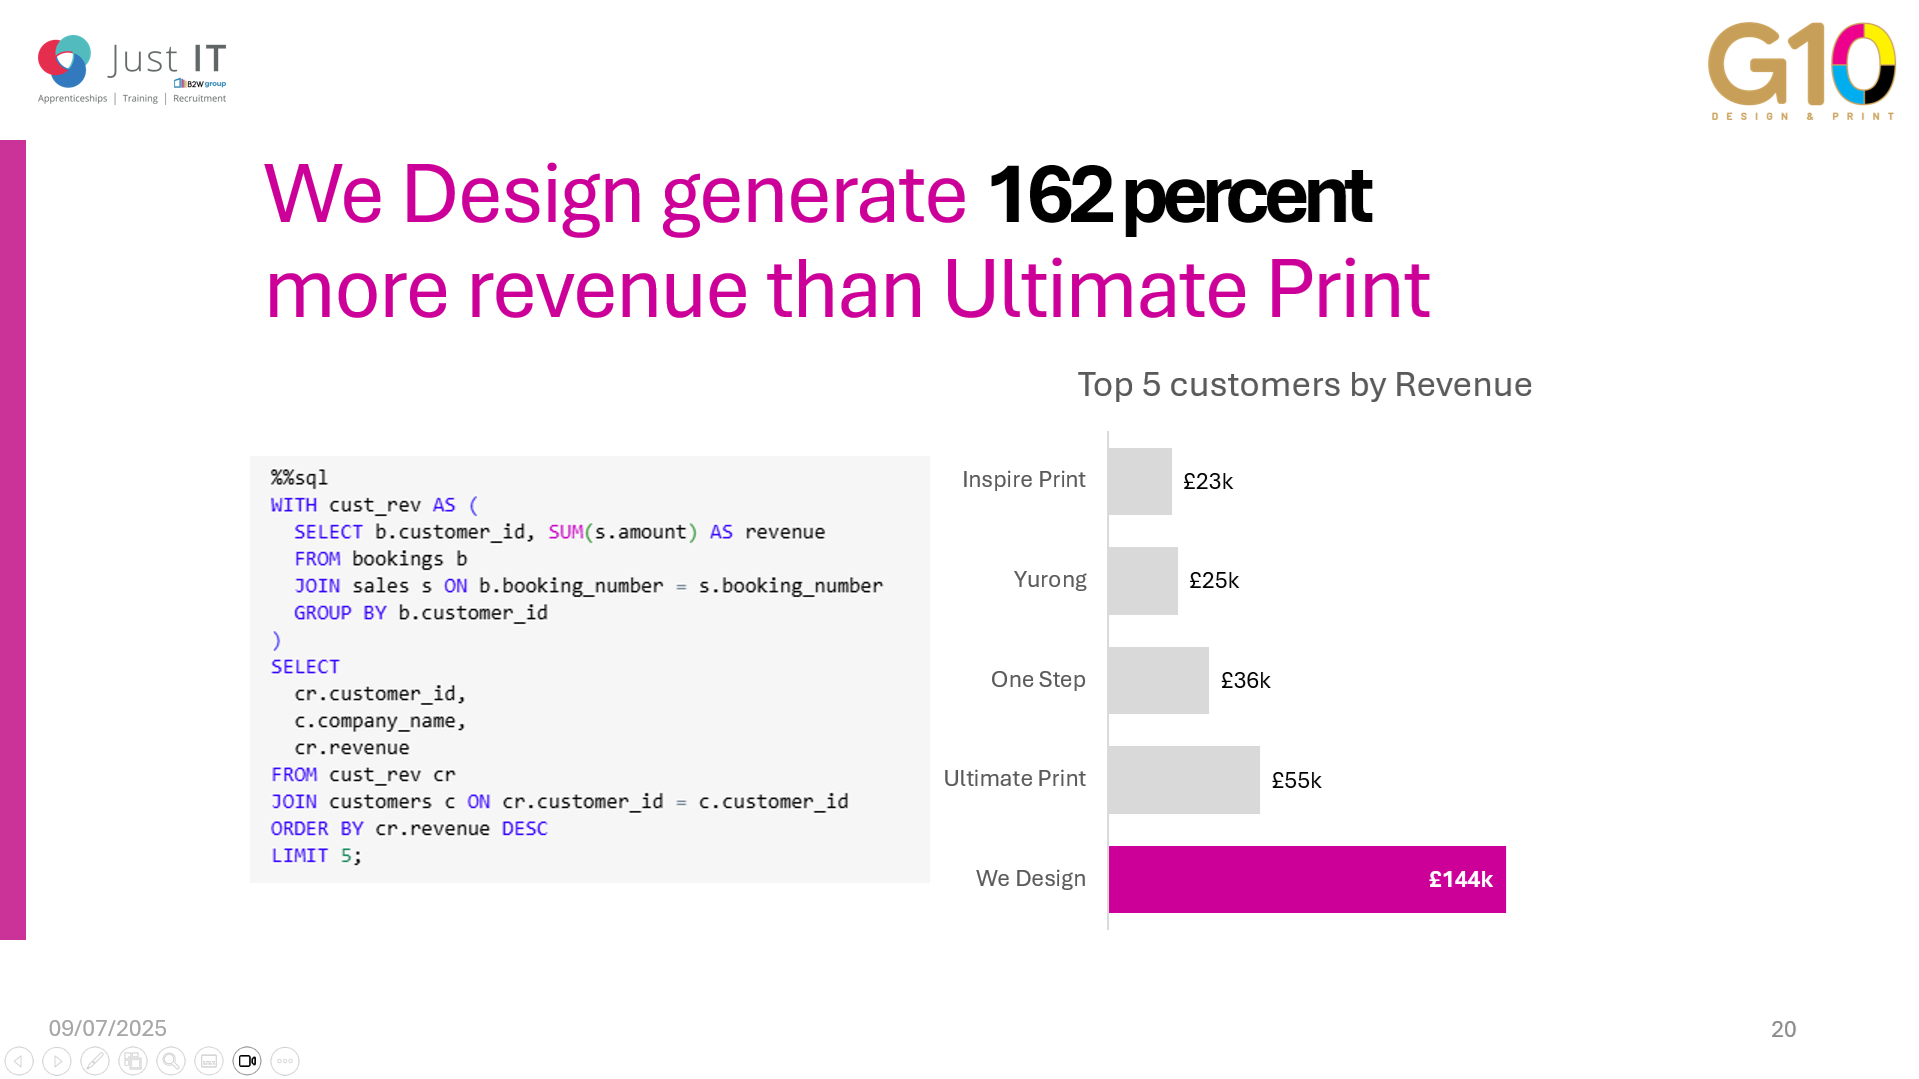 Just IT
B2W group
Apprenticeships | Training | Recruitment
G10
DESIGN & PRINT
We Design generate 162 percent
more revenue than Ultimate Print
%%sql
WITH cust_rev AS (
  SELECT b.customer_id, SUM(s.amount) AS revenue
  FROM bookings b
  JOIN sales s ON b.booking_number = s.booking_number
  GROUP BY b.customer_id
)
SELECT
  cr.customer_id,
  c.company_name,
  cr.revenue
FROM cust_rev cr
JOIN customers c ON cr.customer_id = c.customer_id
ORDER BY cr.revenue DESC
LIMIT 5;
Top 5 customers by Revenue
Inspire Print £23k
Yurong £25k
One Step £36k
Ultimate Print £55k
We Design £144k
09/07/2025
20